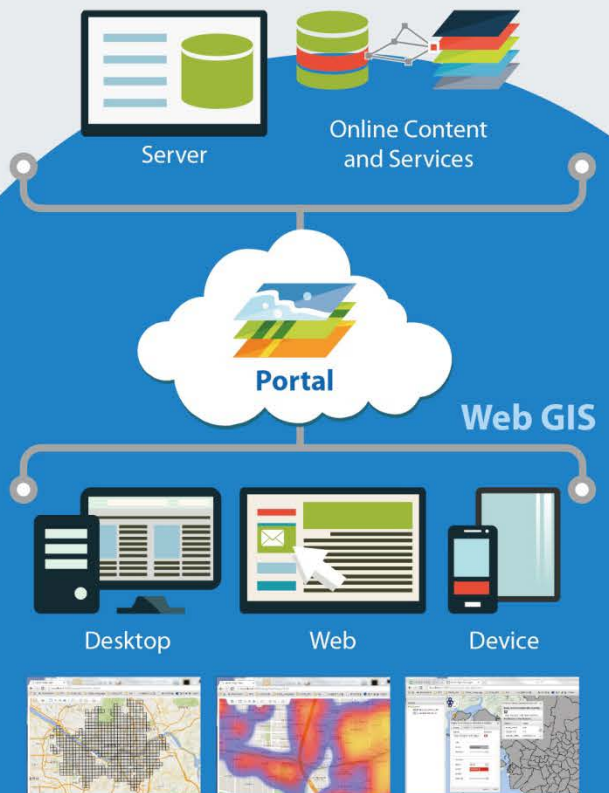 Server
Online Content
and Services
Portal
Web GIS
Desktop
Web
Device